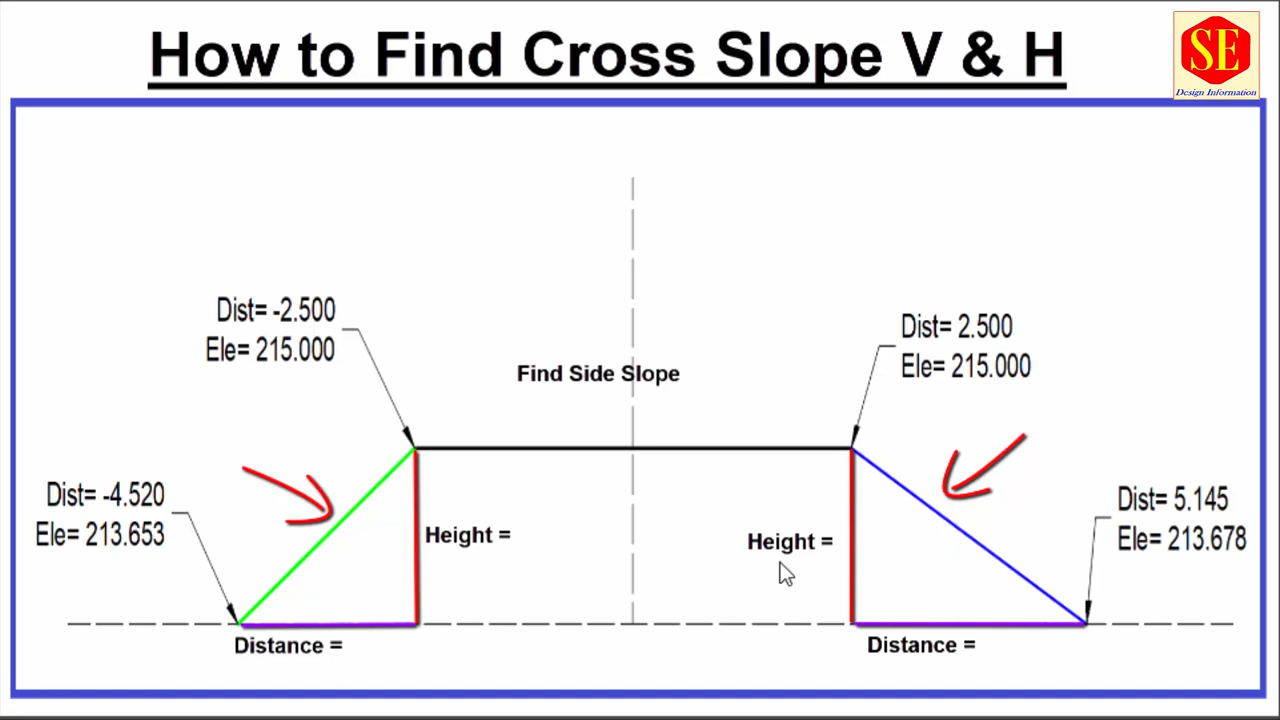 How to Find Cross Slope V & H
SE
Design Information
Dist= -2.500
Ele= 215.000
Dist= 2.500
Ele= 215.000
Find Side Slope
Dist= -4.520
Ele= 213.653
Height =
Height =
Dist= 5.145
Ele= 213.678
Distance =
Distance =